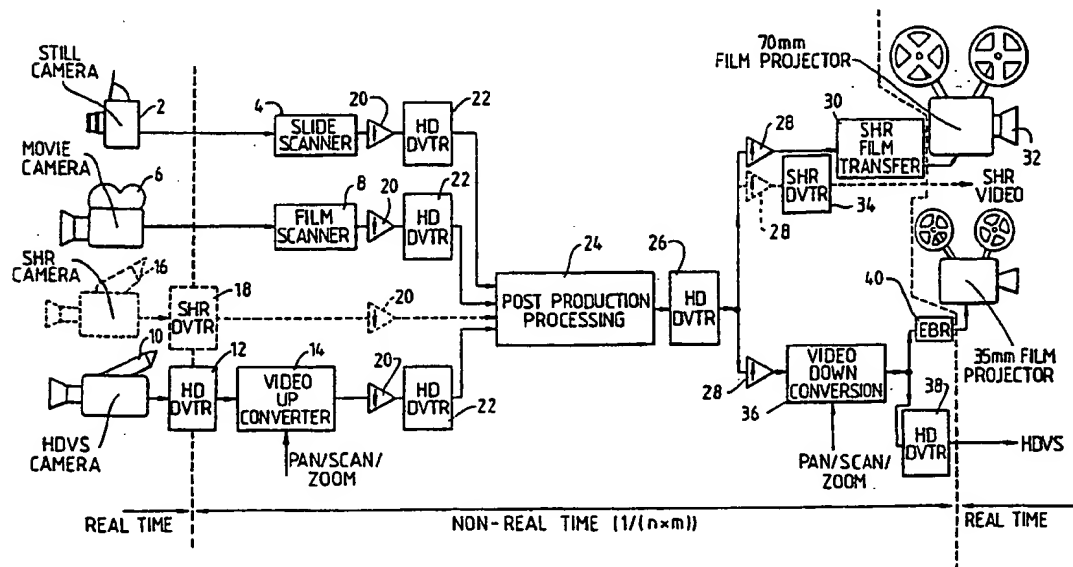 STILL
CAMERA
2
MOVIE
CAMERA
6
SHR
CAMERA
16
18
SHR
DVTR
10
12
HD
DVTR
HDVS
CAMERA
4
SLIDE
SCANNER
20
22
HD
DVTR
8
FILM
SCANNER
20
22
HD
DVTR
20
14
VIDEO
UP
CONVERTER
20
HD
DVTR
22
PAN/SCAN/
ZOOM
24
POST PRODUCTION
PROCESSING
26
HD
DVTR
70mm
FILM PROJECTOR
28
30
SHR
FILM
TRANSFER
32
28
SHR
DVTR
34
SHR
VIDEO
28
VIDEO
DOWN
CONVERSION
36
PAN/SCAN/
ZOOM
40
EBR
35mm FILM
PROJECTOR
38
HD
DVTR
HDVS
REAL TIME
NON-REAL TIME (1/(n×m))
REAL TIME